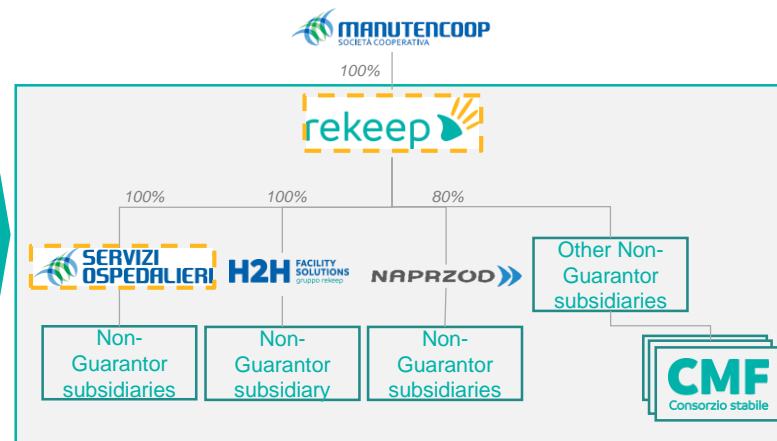 MANUTENCOOP
SOCIETÀ COOPERATIVA
100%
rekeep
100%
100%
80%
SERVIZI
OSPEDALIERI
H2H FACILITY
SOLUTIONS
gruppo rekeep
NAPRZOD
Other Non-
Guarantor
subsidiaries
Non-
Guarantor
subsidiaries
Non-
Guarantor
subsidiary
Non-
Guarantor
subsidiaries
CMF
Consorzio stabile